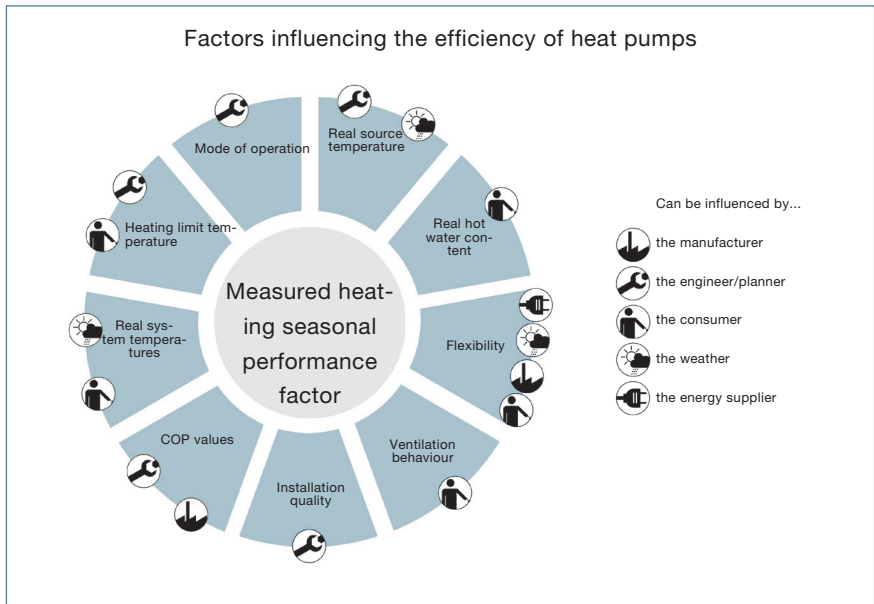 Factors influencing the efficiency of heat pumps
Mode of operation
Real source
temperature
Real hot
water con-
tent
Flexibility
Ventilation
behaviour
Installation
quality
COP values
Real sys-
tem tempera-
tures
Heating limit tem-
perature
Measured heat-
ing seasonal
performance
factor
Can be influenced by...
the manufacturer
the engineer/planner
the consumer
the weather
the energy supplier